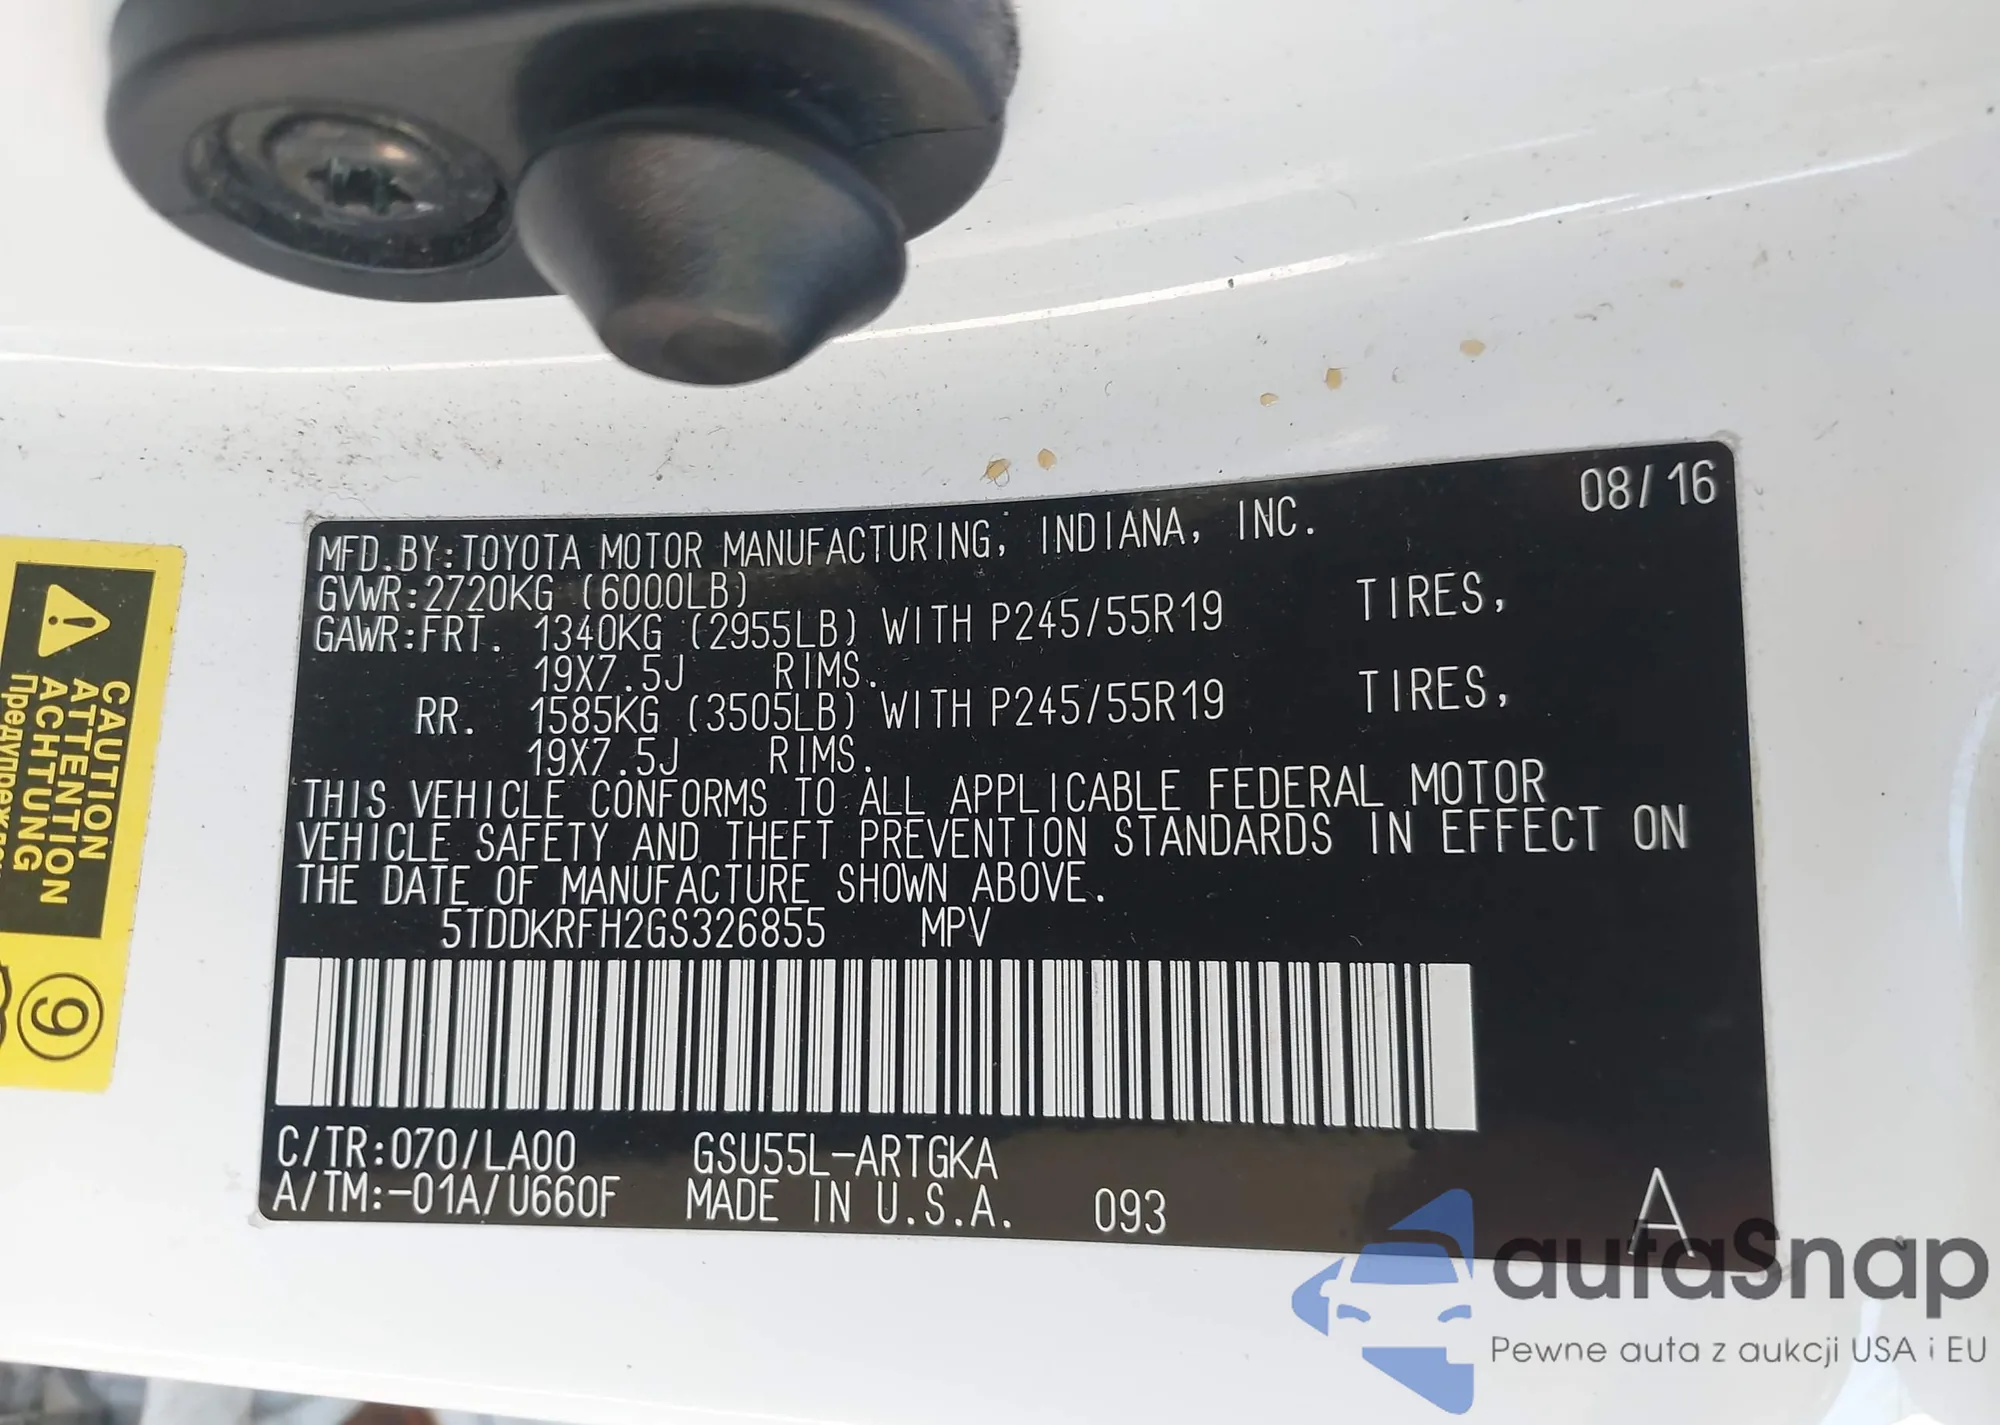 08/16
MFD.BY:TOYOTA MOTOR MANUFACTURING, INDIANA, INC.
GVWR:2720KG (6000LB)
GAWR:FRT. 1340KG (2955LB) WITH P245/55R19 TIRES,
19X7.5J RIMS.
RR. 1585KG (3505LB) WITH P245/55R19 TIRES,
19X7.5J RIMS.
THIS VEHICLE CONFORMS TO ALL APPLICABLE FEDERAL MOTOR
VEHICLE SAFETY AND THEFT PREVENTION STANDARDS IN EFFECT ON
THE DATE OF MANUFACTURE SHOWN ABOVE.
5TDDKRFH2GS326855 MPV
C/TR:070/LA00 GSU55L-ARTGKA
A/TM:-01A/U660F MADE IN U.S.A. 093 A
CAUTION
ATTENTION
ACHTUNG
9
autaSnap
Pewne auta z aukcji USA i EU